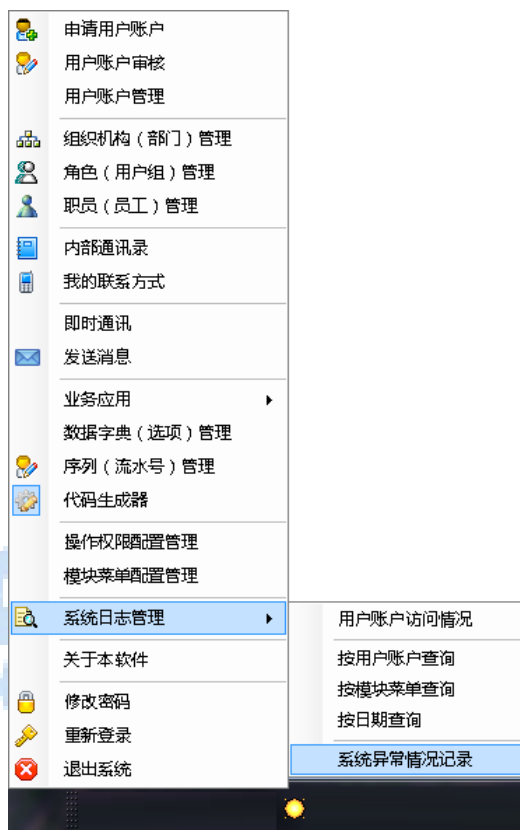 申请用户账户
用户账户审核
用户账户管理
组织机构（部门）管理
角色（用户组）管理
职员（员工）管理
内部通讯录
我的联系方式
即时通讯
发送消息
业务应用
数据字典（选项）管理
序列（流水号）管理
代码生成器
操作权限配置管理
模块菜单配置管理
系统日志管理
用户账户访问情况
按用户账户查询
按模块菜单查询
按日期查询
系统异常情况记录
关于本软件
修改密码
重新登录
退出系统